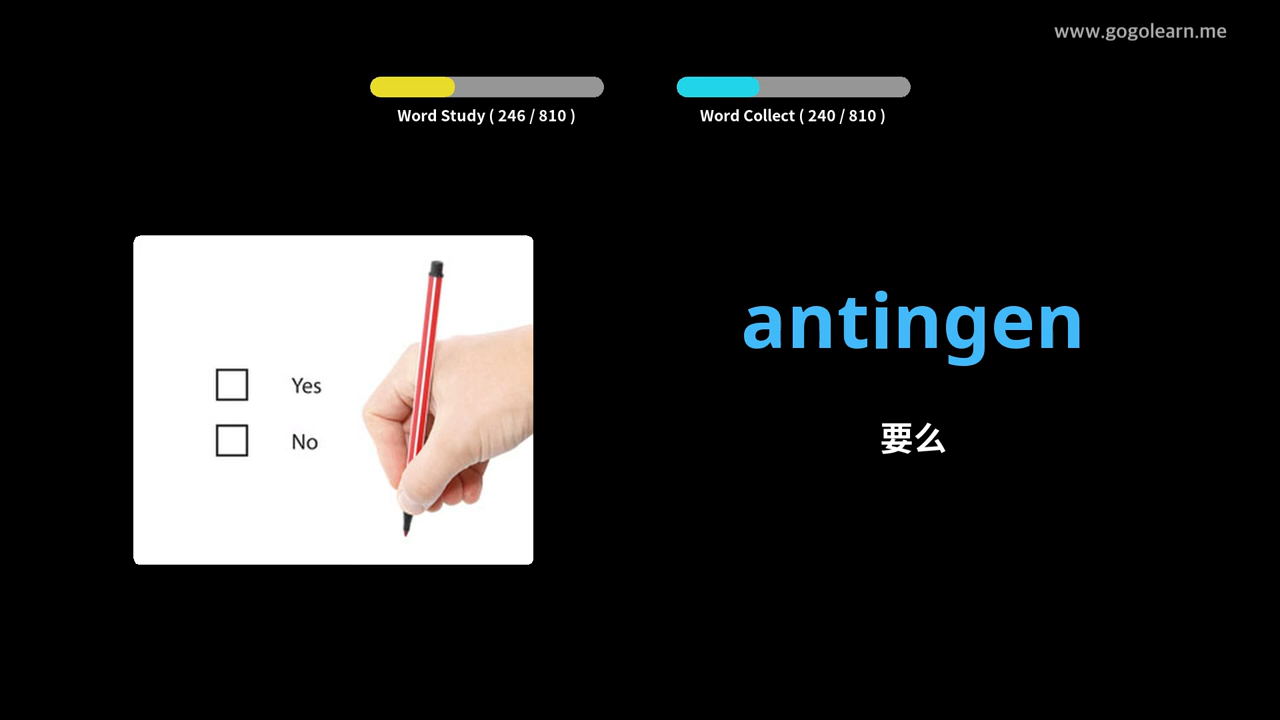 www.gogolearn.me
Word Study ( 246 / 810 )
Word Collect ( 240 / 810 )
Yes
No
antingen
要么